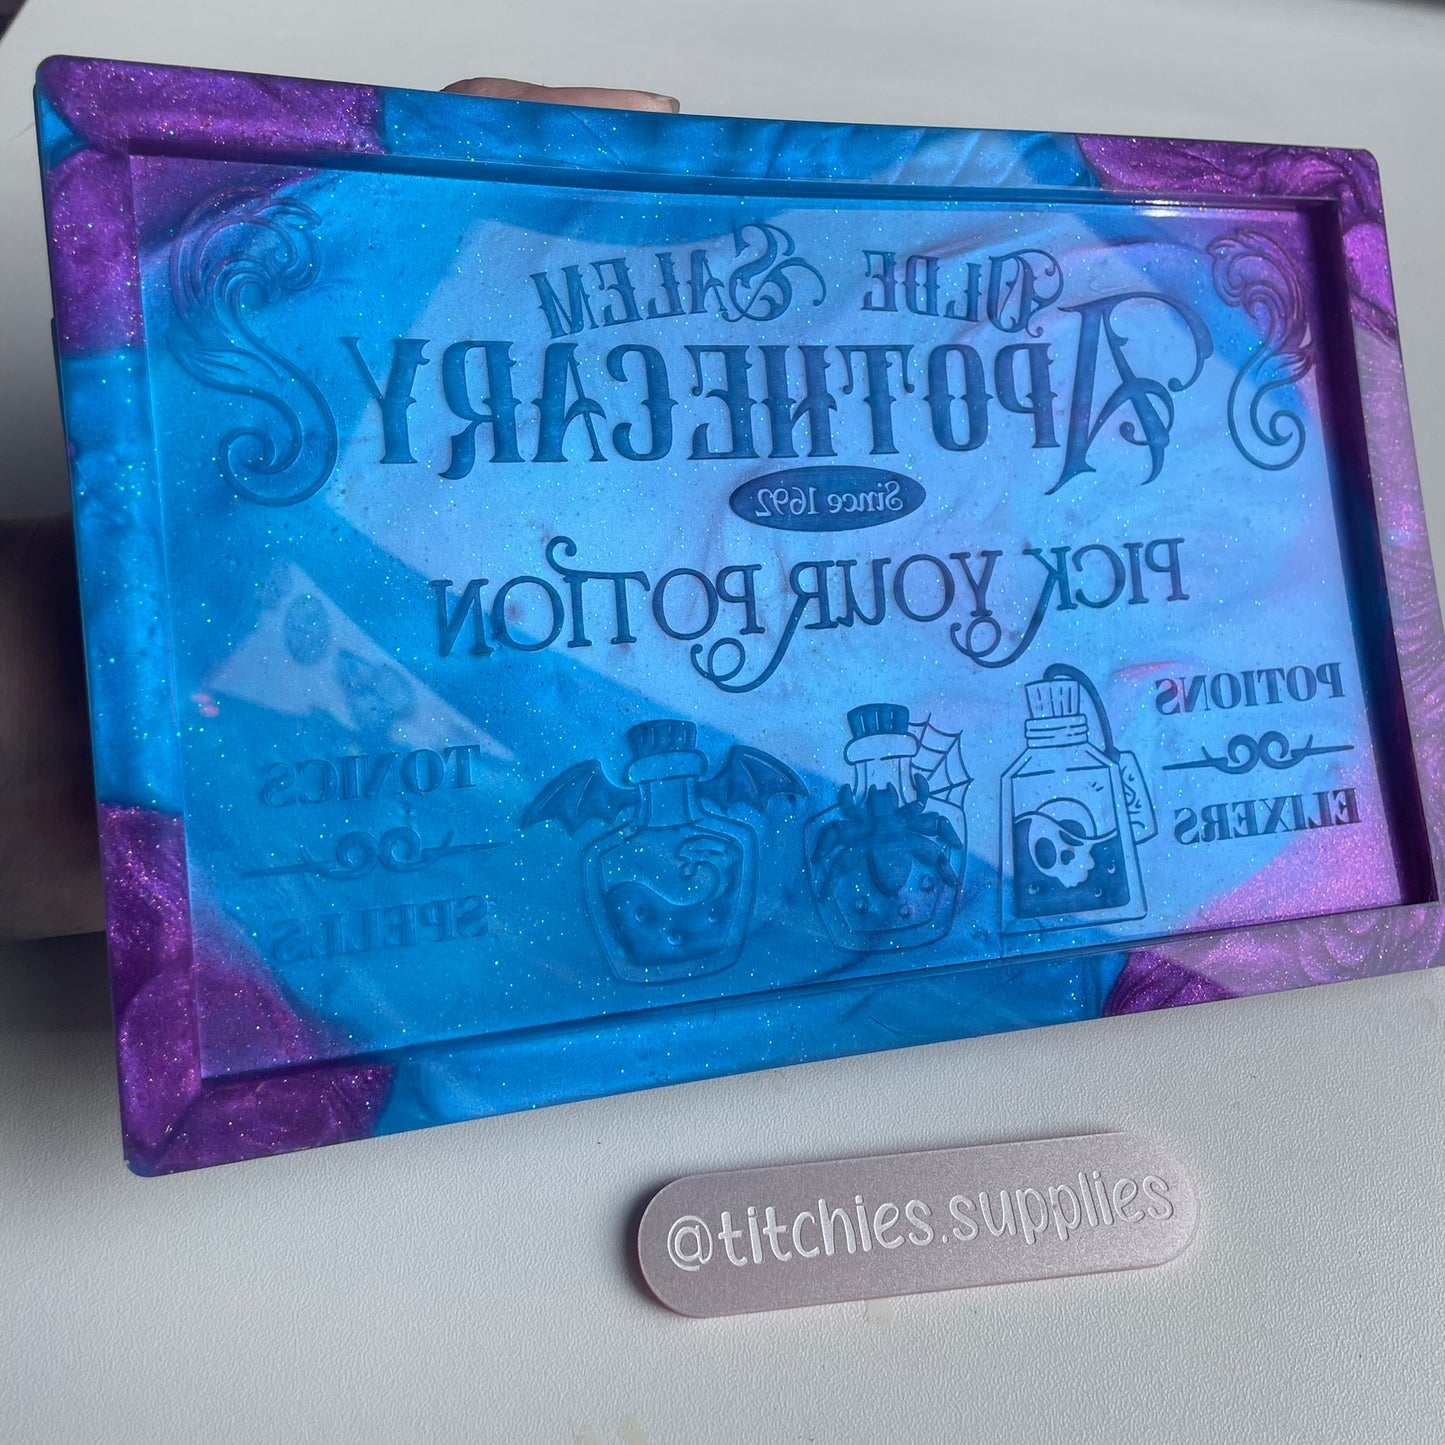 OLDE SALEM
APOTHECARY
Since 1692
PICK YOUR POTION
POTIONS
ELIXERS
TONICS
SPELLS
@titchies.supplies